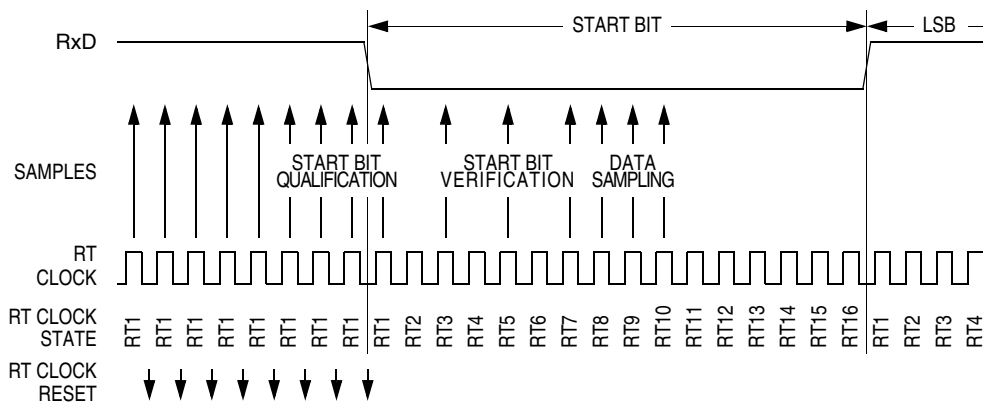 START BIT LSB
RxD
SAMPLES
START BIT QUALIFICATION
START BIT VERIFICATION
DATA SAMPLING
RT CLOCK
RT CLOCK STATE
RT1 RT1 RT1 RT1 RT1 RT1 RT1 RT1 RT1 RT2 RT3 RT4 RT5 RT6 RT7 RT8 RT9 RT10 RT11 RT12 RT13 RT14 RT15 RT16 RT1 RT2 RT3 RT4
RT CLOCK RESET